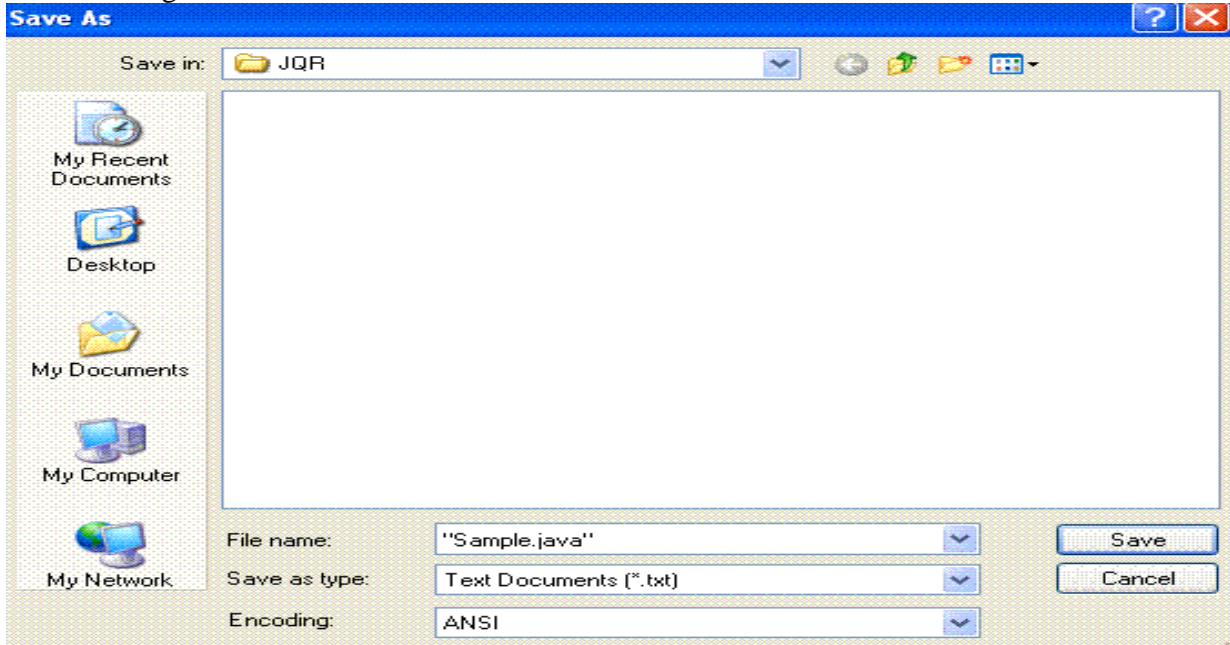 Save As
Save in: JQR
My Recent
Documents
Desktop
My Documents
My Computer
My Network
File name: "Sample.java" Save
Save as type: Text Documents (*.txt) Cancel
Encoding: ANSI